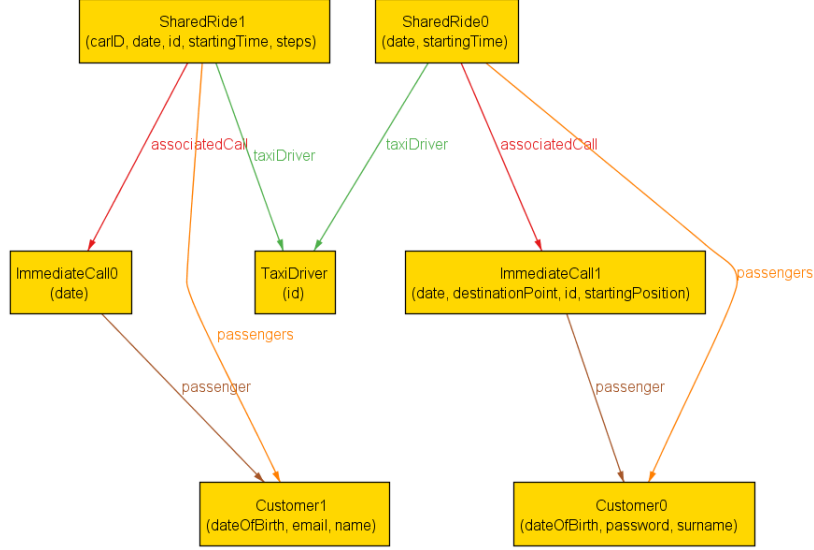 SharedRide1
(carID, date, id, startingTime, steps)
SharedRide0
(date, startingTime)
associatedCall
taxiDriver
taxiDriver
associatedCall
ImmediateCall0
(date)
TaxiDriver
(id)
ImmediateCall1
(date, destinationPoint, id, startingPosition)
passengers
passengers
passenger
passenger
Customer1
(dateOfBirth, email, name)
Customer0
(dateOfBirth, password, surname)